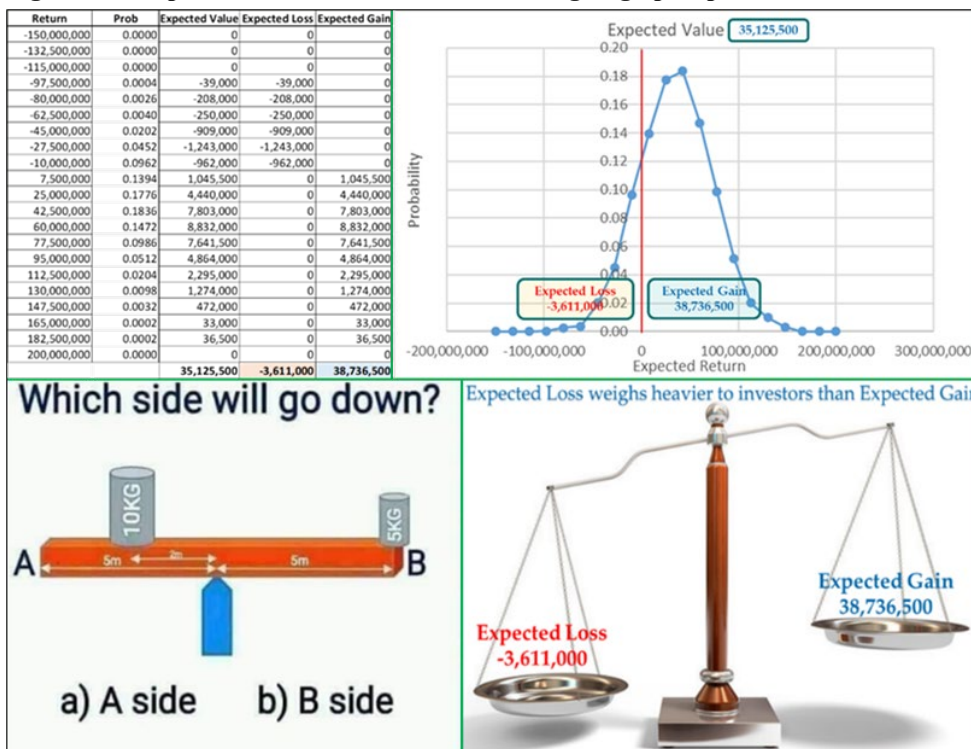 Return Prob Expected Value Expected Loss Expected Gain
-150,000,000 0.0000 0 0 0
-132,500,000 0.0000 0 0 0
-115,000,000 0.0000 0 0 0
-97,500,000 0.0004 -39,000 -39,000 0
-80,000,000 0.0026 -208,000 -208,000 0
-62,500,000 0.0040 -250,000 -250,000 0
-45,000,000 0.0202 -909,000 -909,000 0
-27,500,000 0.0452 -1,243,000 -1,243,000 0
-10,000,000 0.0962 -962,000 -962,000 0
7,500,000 0.1394 1,045,500 0 1,045,500
25,000,000 0.1776 4,440,000 0 4,440,000
42,500,000 0.1836 7,803,000 0 7,803,000
60,000,000 0.1472 8,832,000 0 8,832,000
77,500,000 0.0986 7,641,500 0 7,641,500
95,000,000 0.0512 4,864,000 0 4,864,000
112,500,000 0.0204 2,295,000 0 2,295,000
130,000,000 0.0098 1,274,000 0 1,274,000
147,500,000 0.0032 472,000 0 472,000
165,000,000 0.0002 33,000 0 33,000
182,500,000 0.0002 36,500 0 36,500
200,000,000 0.0000 0 0 0
35,125,500 -3,611,000 38,736,500
Expected Value 35,125,500
0.20
0.18
0.16
0.14
0.12
0.10
0.08
0.06
0.04
0.02
0.00
Probability
Expected Loss
-3,611,000
Expected Gain
38,736,500
-200,000,000 -100,000,000 0 100,000,000 200,000,000 300,000,000
Expected Return
Which side will go down?
10KG
5KG
A
5m
2m
5m
B
a) A side b) B side
Expected Loss weighs heavier to investors than Expected Gain
Expected Gain
38,736,500
Expected Loss
-3,611,000